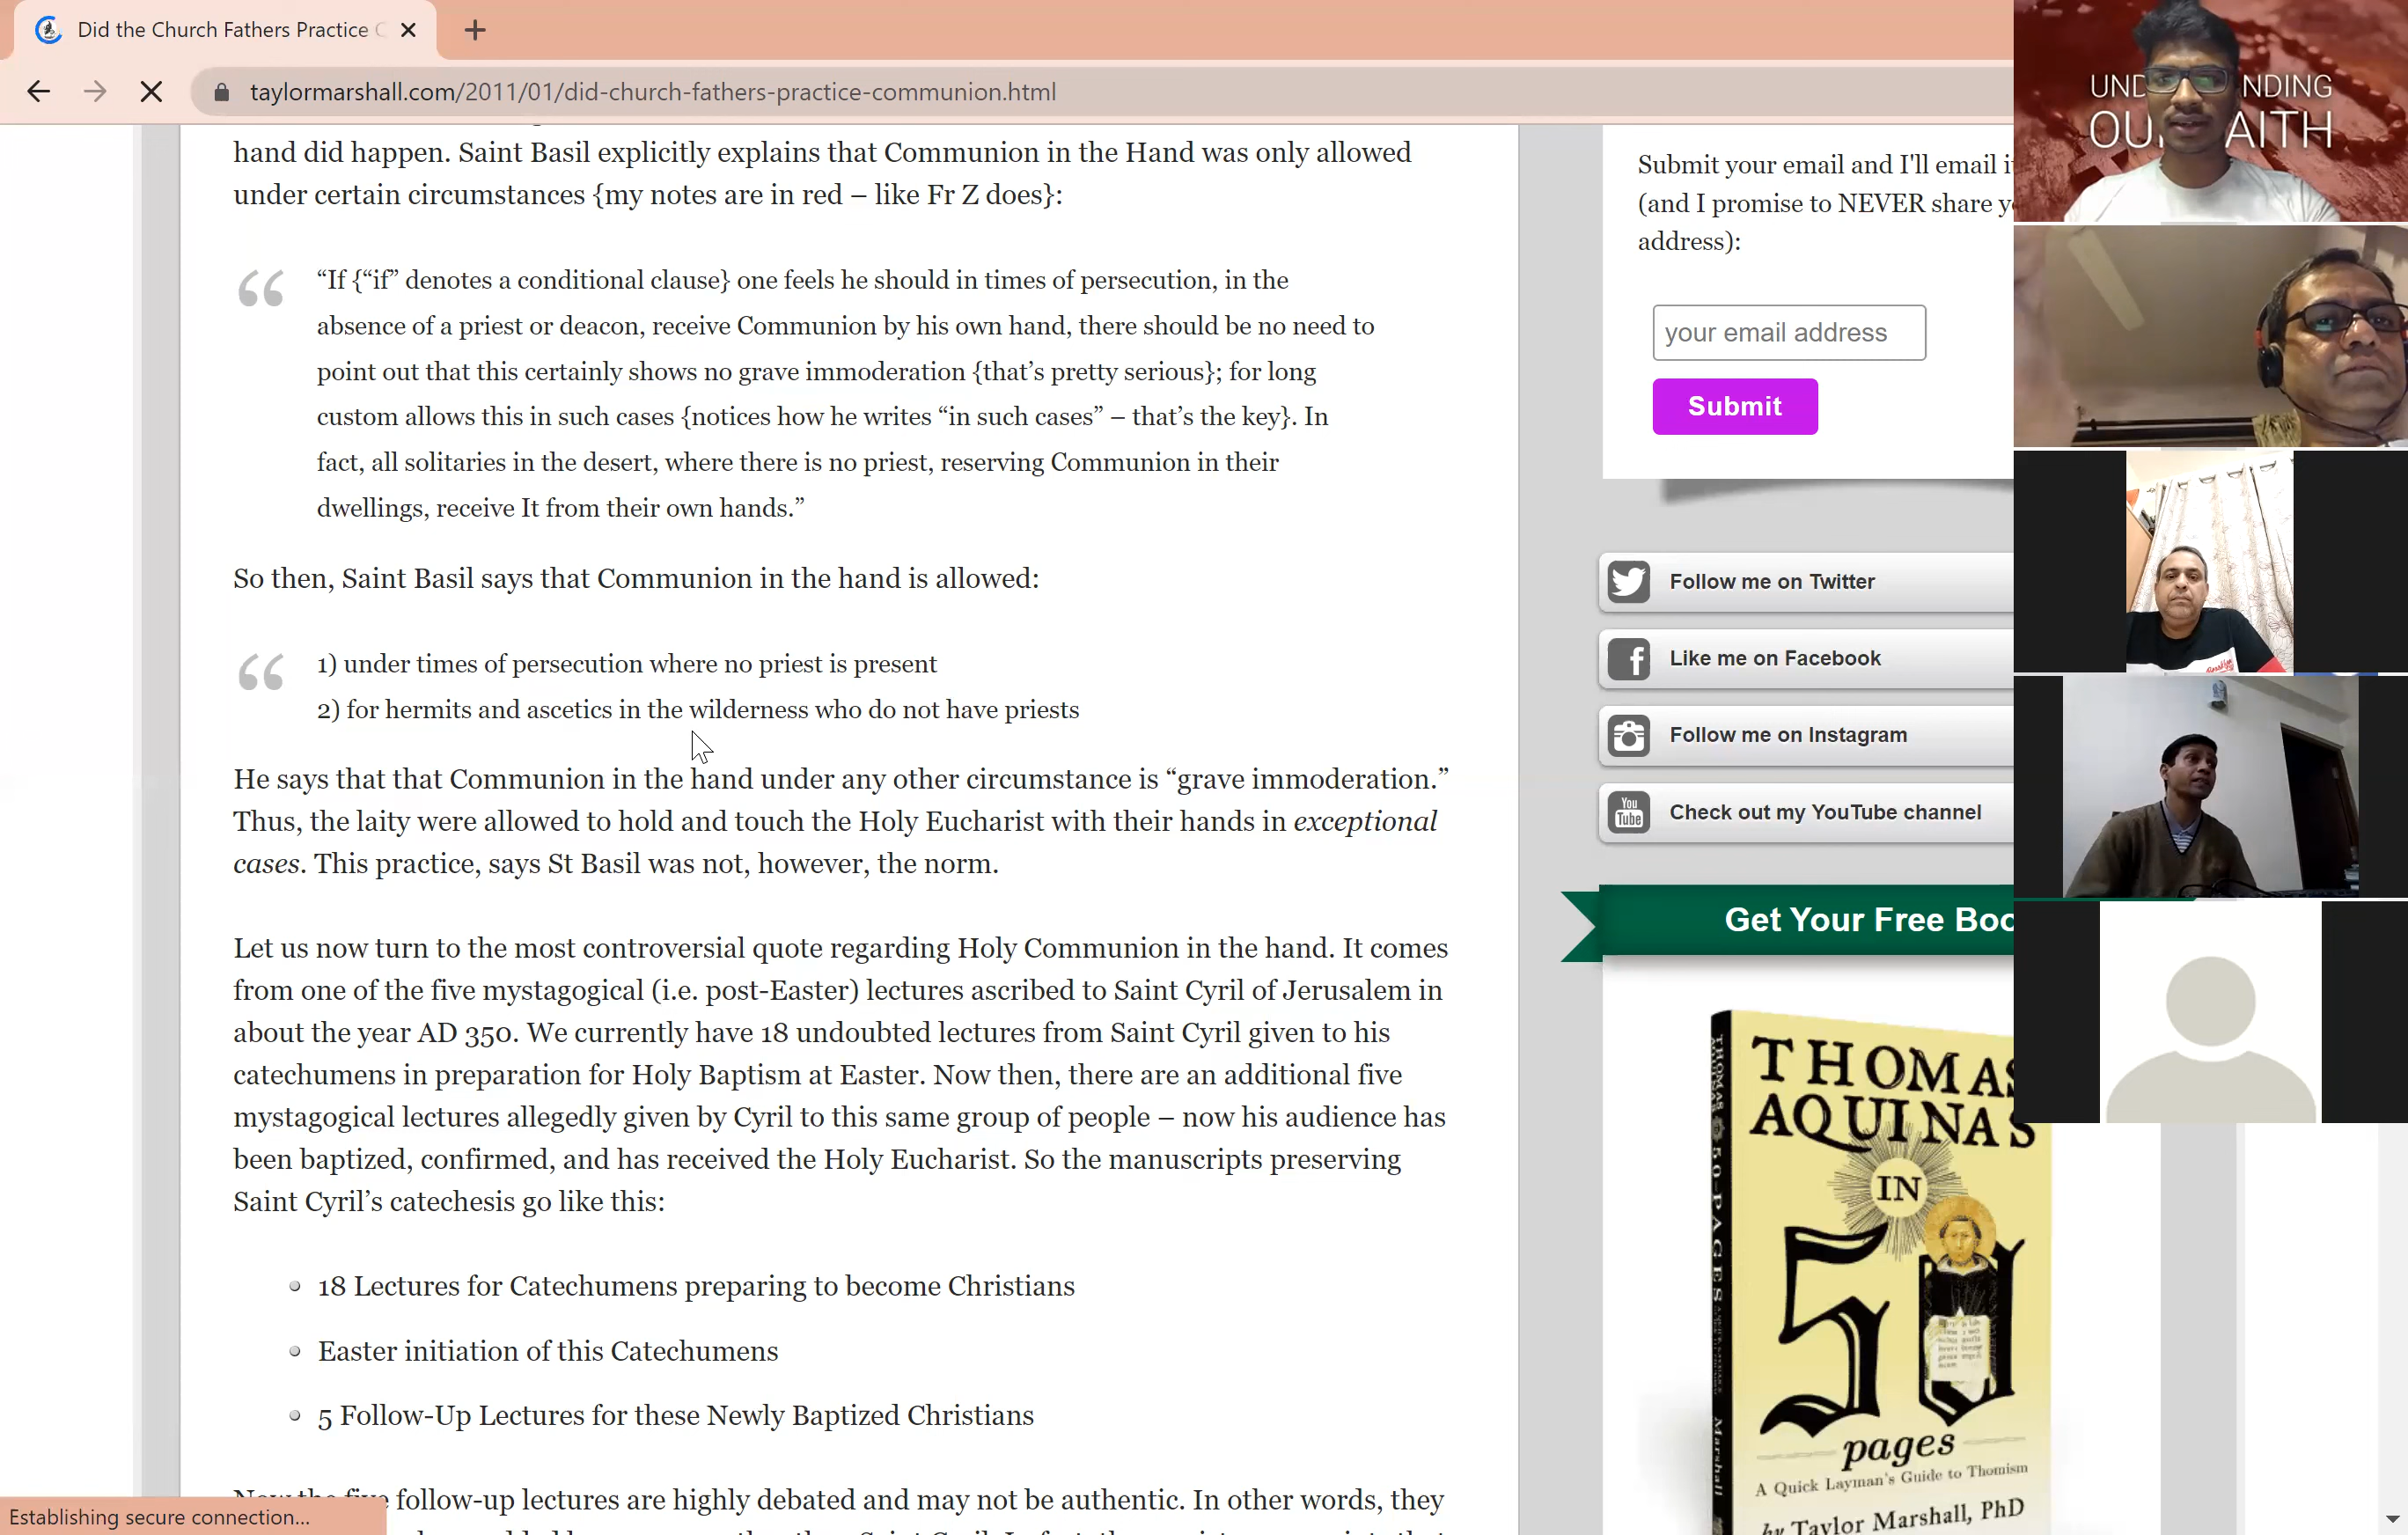 Did the Church Fathers Practice
taylormarshall.com/2011/01/did-church-fathers-practice-communion.html
hand did happen. Saint Basil explicitly explains that Communion in the Hand was only allowed
under certain circumstances {my notes are in red – like Fr Z does}:
“If {“if” denotes a conditional clause} one feels he should in times of persecution, in the
absence of a priest or deacon, receive Communion by his own hand, there should be no need to
point out that this certainly shows no grave immoderation {that’s pretty serious}; for long
custom allows this in such cases {notices how he writes “in such cases” – that’s the key}. In
fact, all solitaries in the desert, where there is no priest, reserving Communion in their
dwellings, receive It from their own hands.”
So then, Saint Basil says that Communion in the hand is allowed:
1) under times of persecution where no priest is present
2) for hermits and ascetics in the wilderness who do not have priests
He says that that Communion in the hand under any other circumstance is “grave immoderation.”
Thus, the laity were allowed to hold and touch the Holy Eucharist with their hands in exceptional
cases. This practice, says St Basil was not, however, the norm.
Let us now turn to the most controversial quote regarding Holy Communion in the hand. It comes
from one of the five mystagogical (i.e. post-Easter) lectures ascribed to Saint Cyril of Jerusalem in
about the year AD 350. We currently have 18 undoubted lectures from Saint Cyril given to his
catechumens in preparation for Holy Baptism at Easter. Now then, there are an additional five
mystagogical lectures allegedly given by Cyril to this same group of people – now his audience has
been baptized, confirmed, and has received the Holy Eucharist. So the manuscripts preserving
Saint Cyril’s catechesis go like this:
18 Lectures for Catechumens preparing to become Christians
Easter initiation of this Catechumens
5 Follow-Up Lectures for these Newly Baptized Christians
Now the five follow-up lectures are highly debated and may not be authentic. In other words, they
Establishing secure connection...
Submit your email and I'll email it
(and I promise to NEVER share
address):
your email address
Submit
Follow me on Twitter
Like me on Facebook
Follow me on Instagram
You
Tube
Check out my YouTube channel
Get Your Free
THOMAS
AQUINAS
IN
50
pages
A Quick Layman's Guide to Thomism
by Taylor Marshall, PhD
THOMAS AQUINAS 50-PAGES Marshall
UND NDING
OU AITH